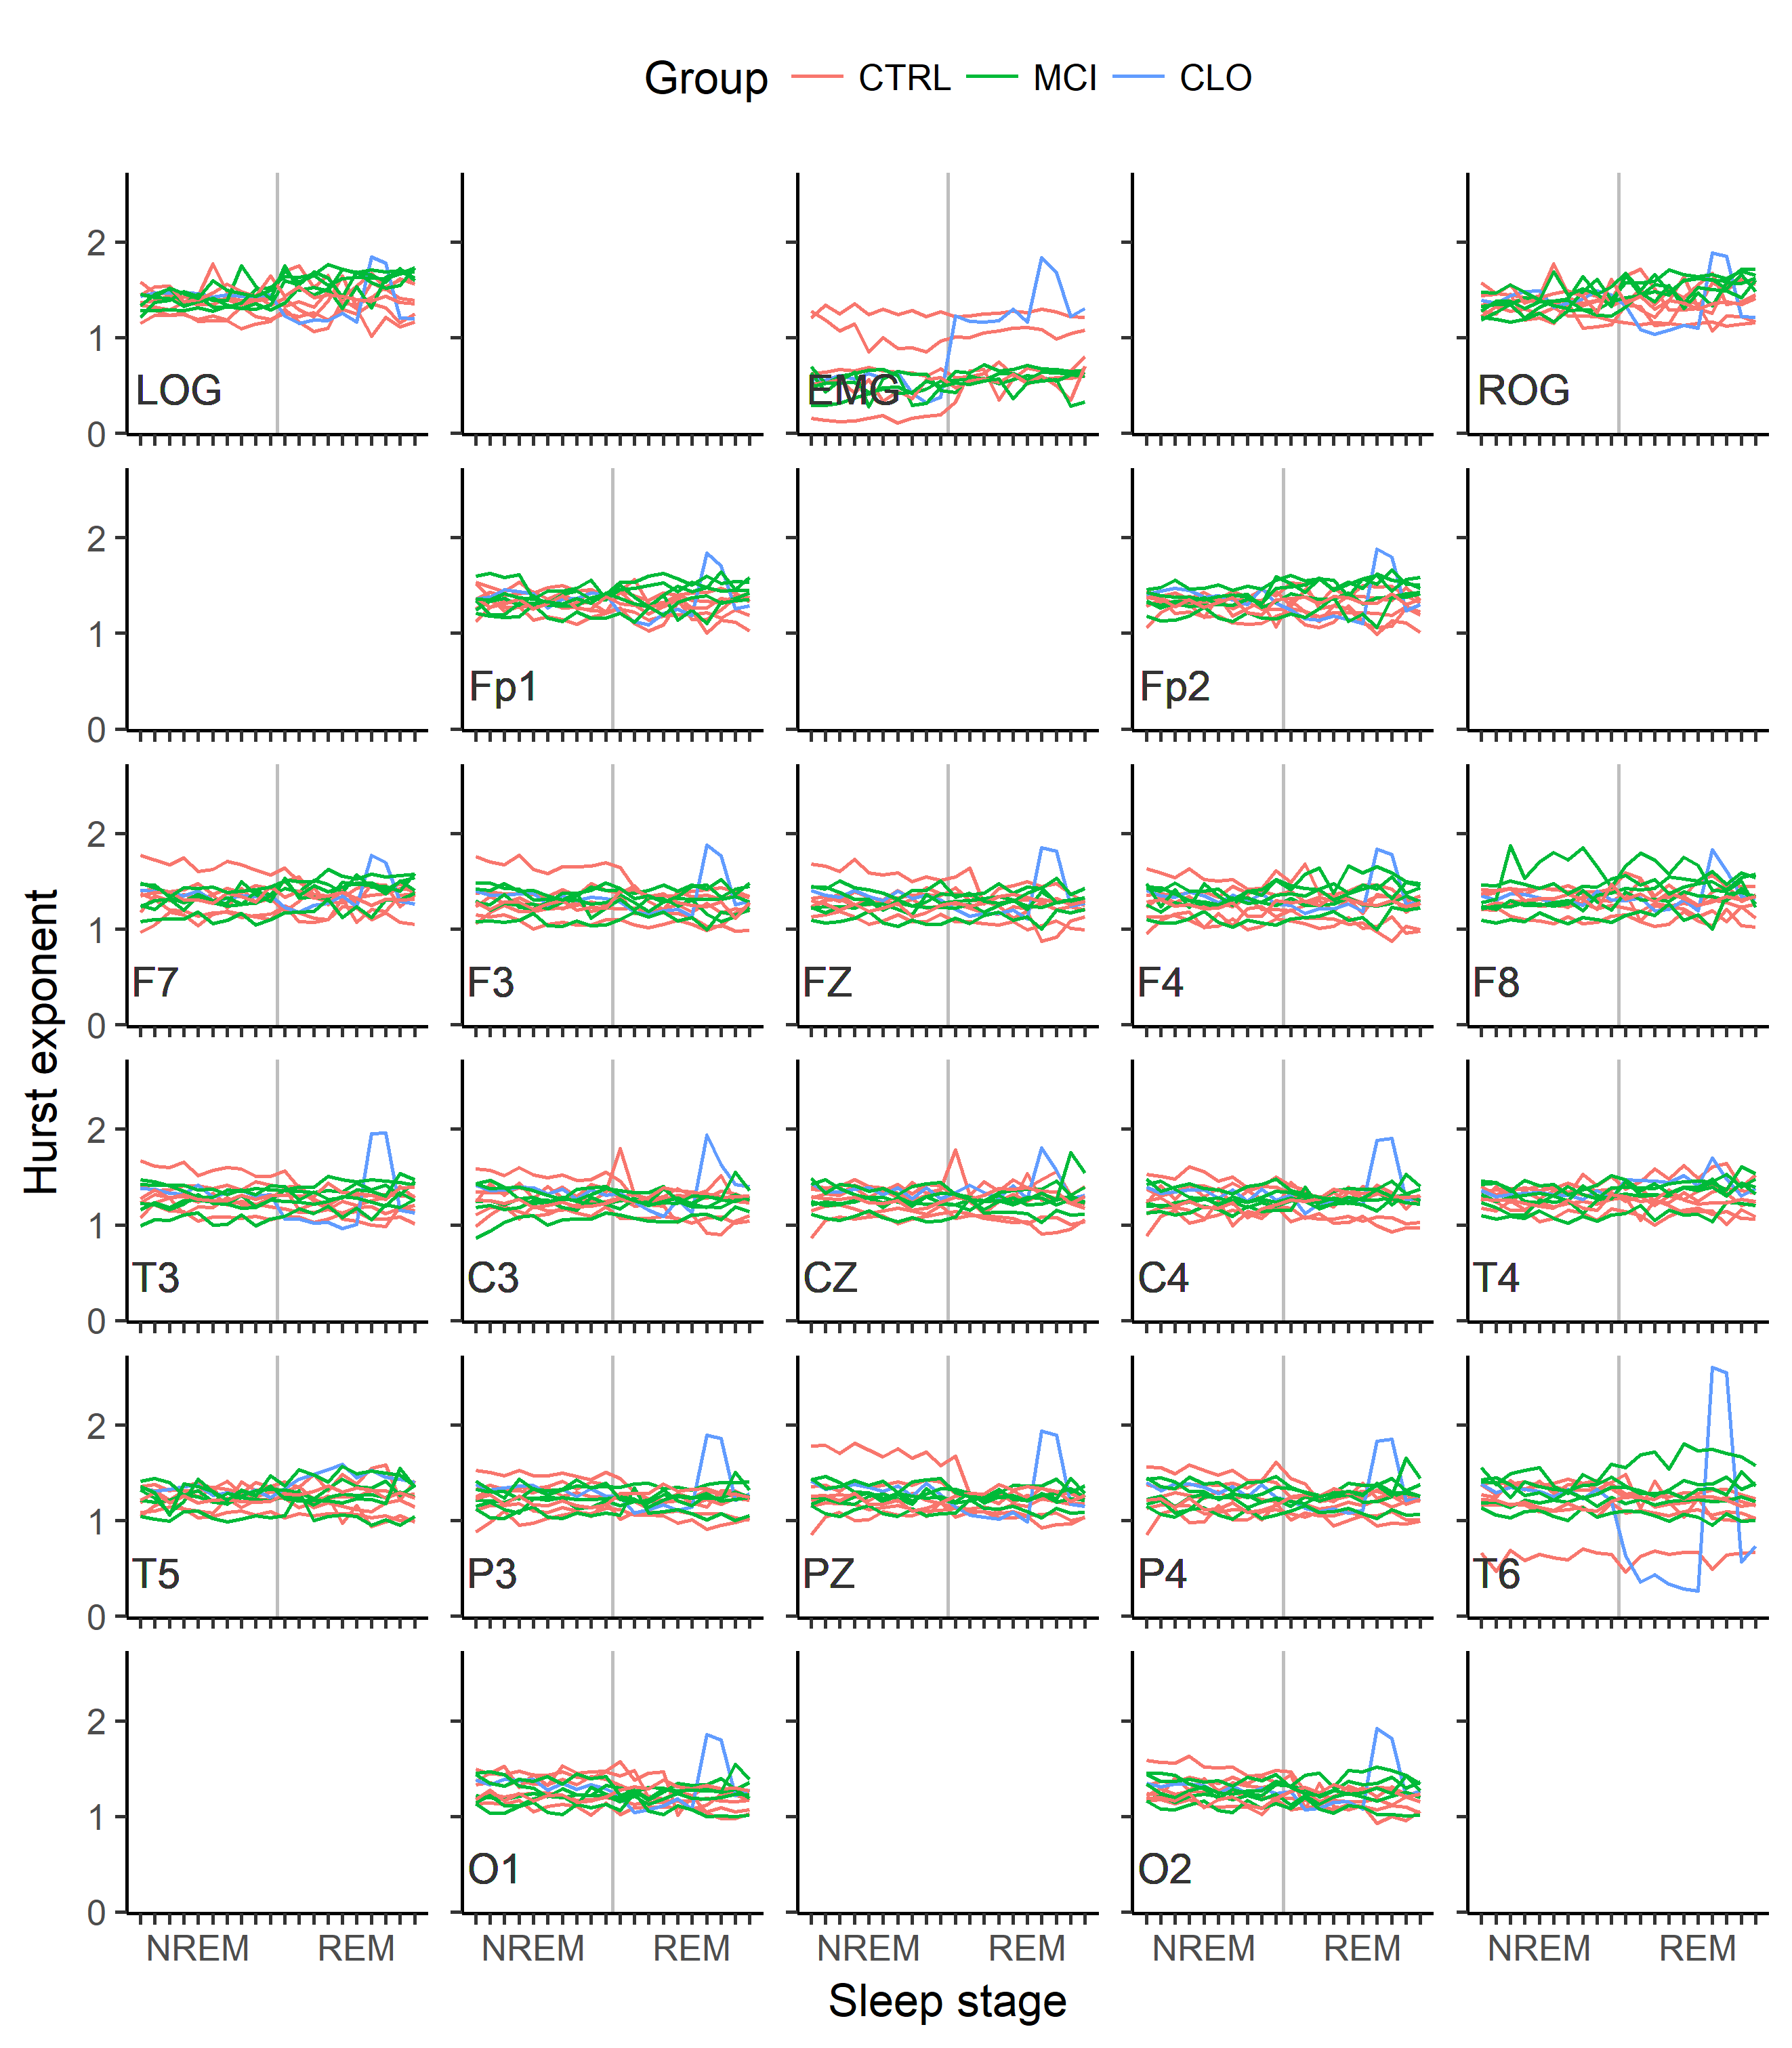 Group CTRL MCI CLO
2
1
0
LOG EMG ROG
2
1
0
Fp1 Fp2
2
1
0
F7 F3 FZ F4 F8
Hurst exponent
2
1
0
T3 C3 CZ C4 T4
2
1
0
T5 P3 PZ P4 T6
2
1
0
O1 O2
NREM REM NREM REM NREM REM NREM REM NREM REM
Sleep stage